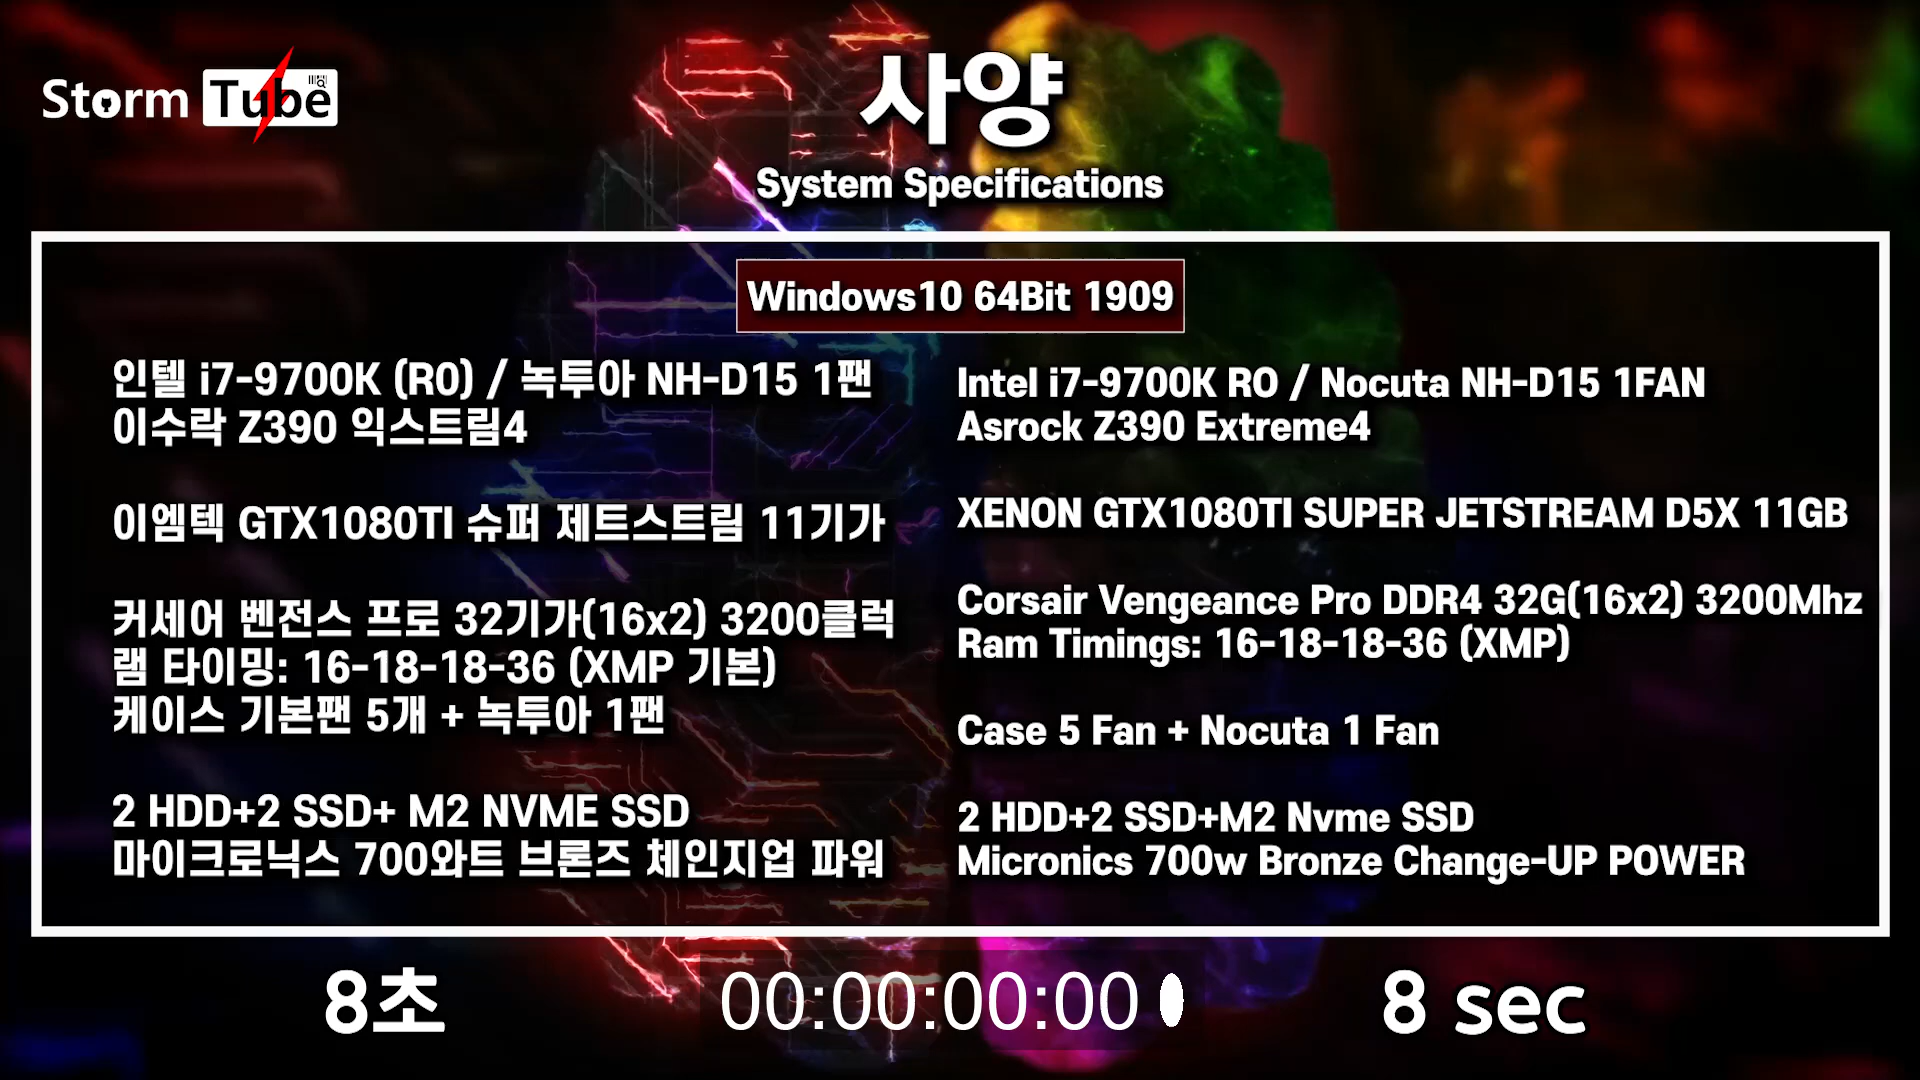 Storm Tube
사양
System Specifications
Windows10 64Bit 1909
인텔 i7-9700K (R0) / 녹투아 NH-D15 1팬
이수락 Z390 익스트림4
이엠텍 GTX1080TI 슈퍼 제트스트림 11기가
커세어 벤전스 프로 32기가(16x2) 3200클럭
램 타이밍: 16-18-18-36 (XMP 기본)
케이스 기본팬 5개 + 녹투아 1팬
2 HDD+2 SSD+ M2 NVME SSD
마이크로닉스 700와트 브론즈 체인지업 파워
Intel i7-9700K RO / Nocuta NH-D15 1FAN
Asrock Z390 Extreme4
XENON GTX1080TI SUPER JETSTREAM D5X 11GB
Corsair Vengeance Pro DDR4 32G(16x2) 3200Mhz
Ram Timings: 16-18-18-36 (XMP)
Case 5 Fan + Nocuta 1 Fan
2 HDD+2 SSD+M2 Nvme SSD
Micronics 700w Bronze Change-UP POWER
8초
00:00:00:00
8 sec